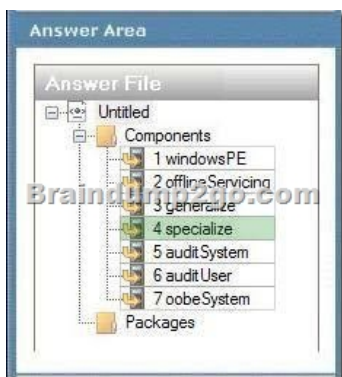 Answer Area
Answer File
Untitled
Components
1 windowsPE
2 offlineServicing
Braindump2go.com
3 generalize
4 specialize
5 auditSystem
6 auditUser
7 oobeSystem
Packages